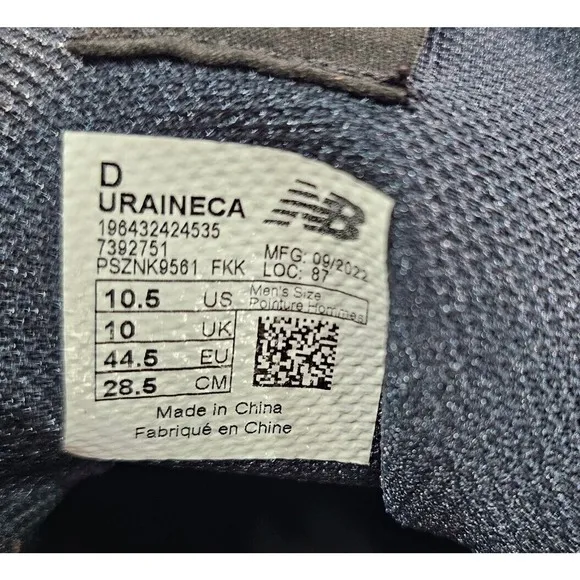 D
URAINECA
196432424535
7392751
PSZNK9561 FKK
NB
MFG: 09/2022
LOC: 87
10.5 US
10 UK
44.5 EU
28.5 CM
Men's Size
Pointure Hommes
Made in China
Fabriqué en Chine